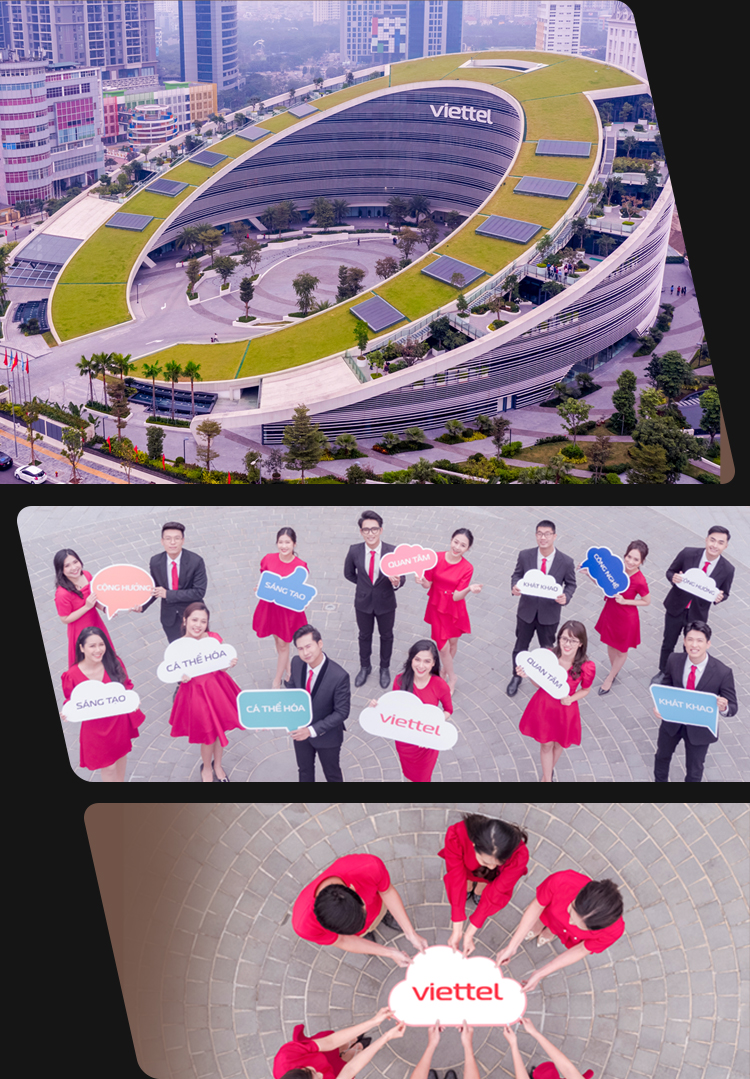 viettel
CỘNG HƯỞNG
SÁNG TẠO
QUAN TÂM
KHÁT KHAO
CÔNG NGHỆ
CỘNG HƯỞNG
SÁNG TẠO
CÁ THỂ HÓA
CÁ THỂ HÓA
viettel
QUAN TÂM
KHÁT KHAO
viettel